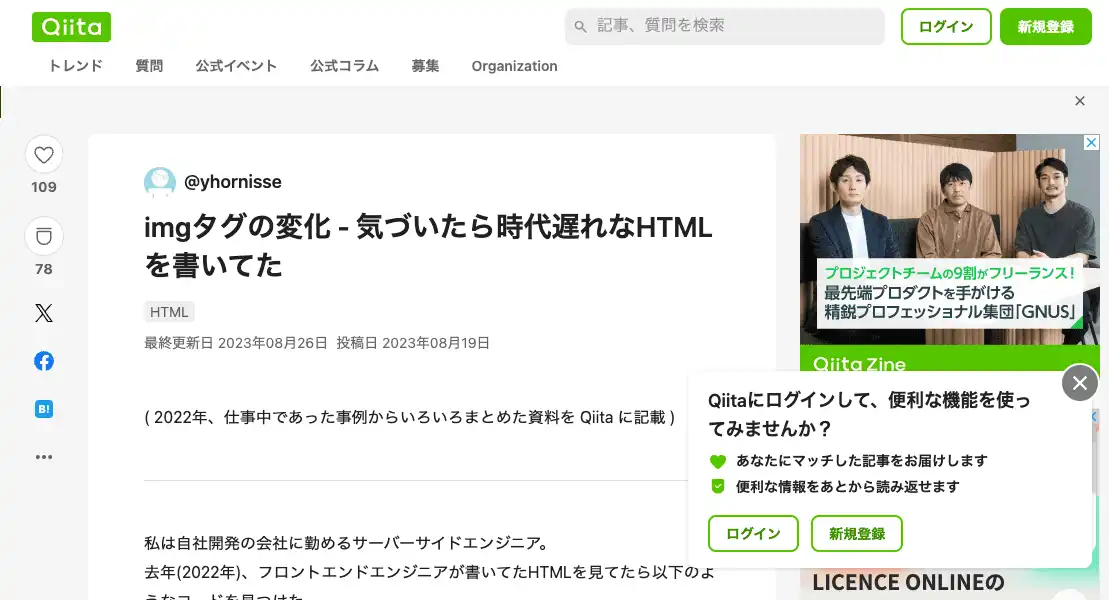 Qiita
記事、質問を検索
ログイン
新規登録
トレンド
質問
公式イベント
公式コラム
募集
Organization
109
78
B!
@yhornisse
imgタグの変化 - 気づいたら時代遅れなHTML
を書いてた
HTML
最終更新日 2023年08月26日 投稿日 2023年08月19日
( 2022年、仕事中であった事例からいろいろまとめた資料を Qiita に記載 )
私は自社開発の会社に勤めるサーバーサイドエンジニア。
去年(2022年)、フロントエンドエンジニアが書いてたHTMLを見てたら以下のよ
うなコードを見つけた
プロジェクトチームの9割がフリーランス!
最先端プロダクトを手がける
精鋭プロフェッショナル集団「GNUS」
Qiita Zine
Qiitaにログインして、便利な機能を使っ
てみませんか？
あなたにマッチした記事をお届けします
便利な情報をあとから読み返せます
ログイン
新規登録
LICENCE ONLINEの